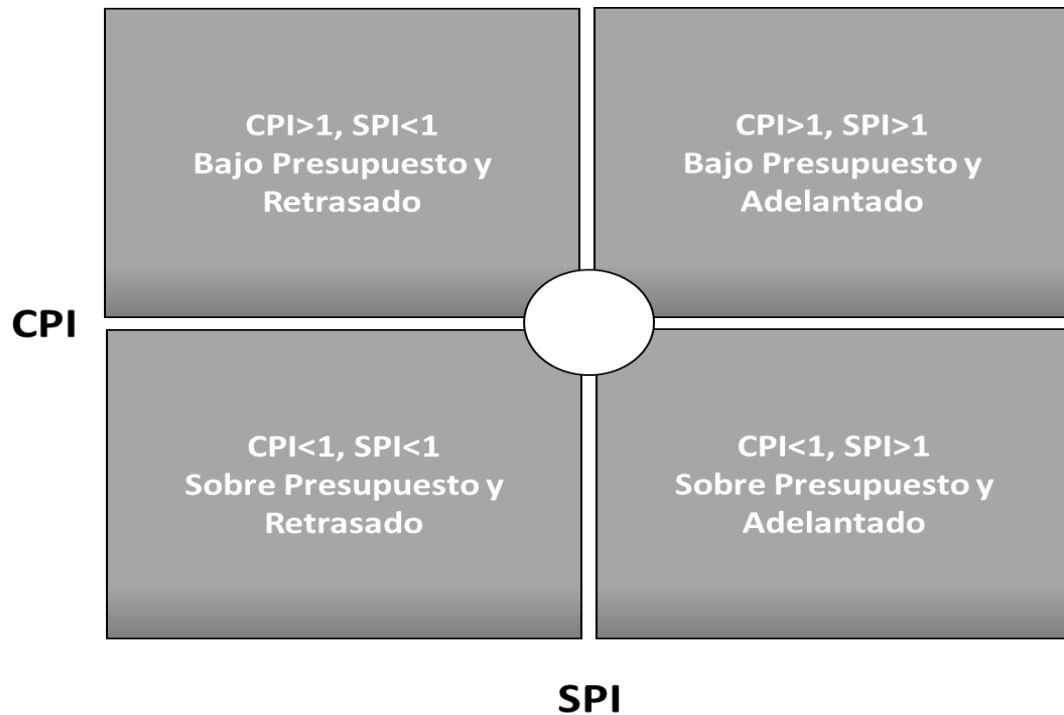 CPI>1, SPI<1
Bajo Presupuesto y
Retrasado
CPI>1, SPI>1
Bajo Presupuesto y
Adelantado
CPI
CPI<1, SPI<1
Sobre Presupuesto y
Retrasado
CPI<1, SPI>1
Sobre Presupuesto y
Adelantado
SPI